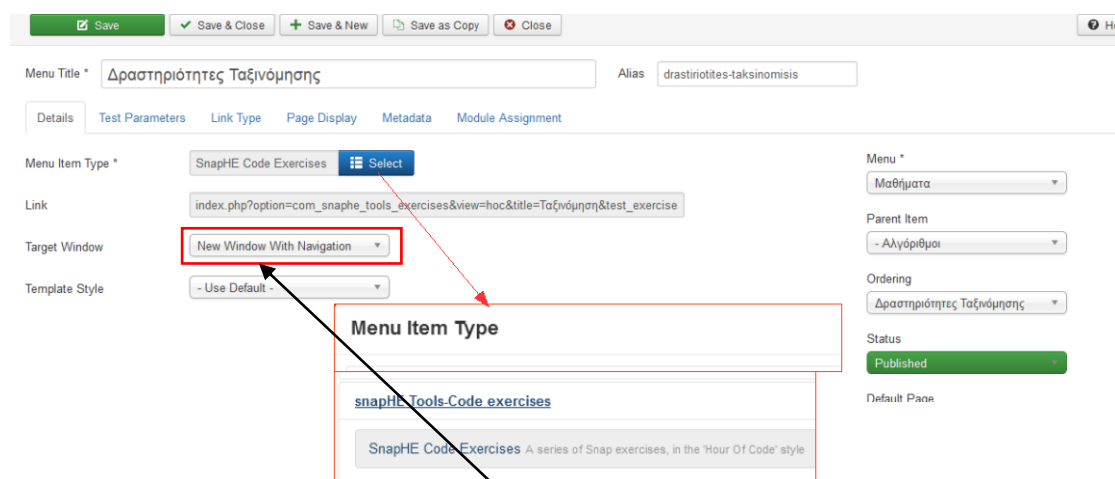 Save Save & Close Save & New Save as Copy Close
Menu Title * Δραστηριότητες Ταξινόμησης Alias drastiriotites-taksinomisis
Details Test Parameters Link Type Page Display Metadata Module Assignment
Menu Item Type * SnapHE Code Exercises Select
Menu *
Μαθήματα
Link index.php?option=com_snaphe_tools_exercises&view=hoc&title=Ταξινόμηση&test_exercise
Parent Item
Target Window New Window With Navigation
- Αλγόριθμοι
Ordering
Template Style - Use Default -
Δραστηριότητες Ταξινόμησης
Menu Item Type
Status
Published
snapHE Tools-Code exercises
Default Page
SnapHE Code Exercises A series of Snap exercises, in the 'Hour Of Code' style